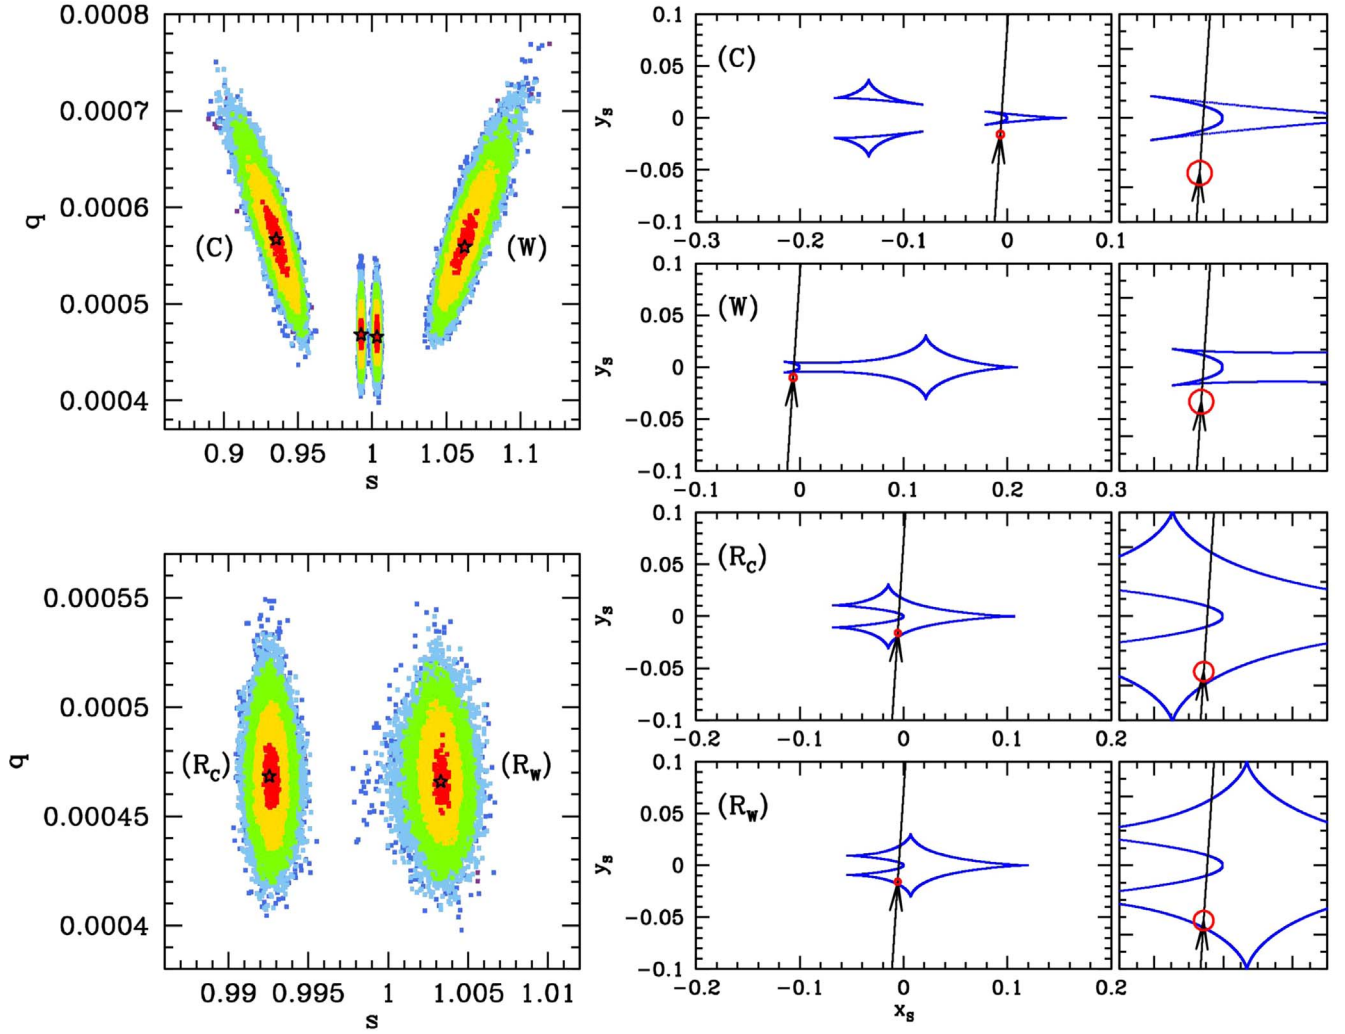 0.0008
0.0007
0.0006
0.0005
0.0004
q
(C)
(W)
0.9 0.95 1 1.05 1.1
s
0.00055
0.0005
0.00045
0.0004
q
(R_C)
(R_W)
0.99 0.995 1 1.005 1.01
s
0.1
0.05
0
-0.05
-0.1
y_s
(C)
-0.3 -0.2 -0.1 0 0.1
0.1
0.05
0
-0.05
-0.1
y_s
(W)
-0.1 0 0.1 0.2 0.3
0.1
0.05
0
-0.05
-0.1
y_s
(R_C)
-0.2 -0.1 0 0.1 0.2
0.1
0.05
0
-0.05
-0.1
y_s
(R_W)
-0.2 -0.1 0 0.1 0.2
x_s